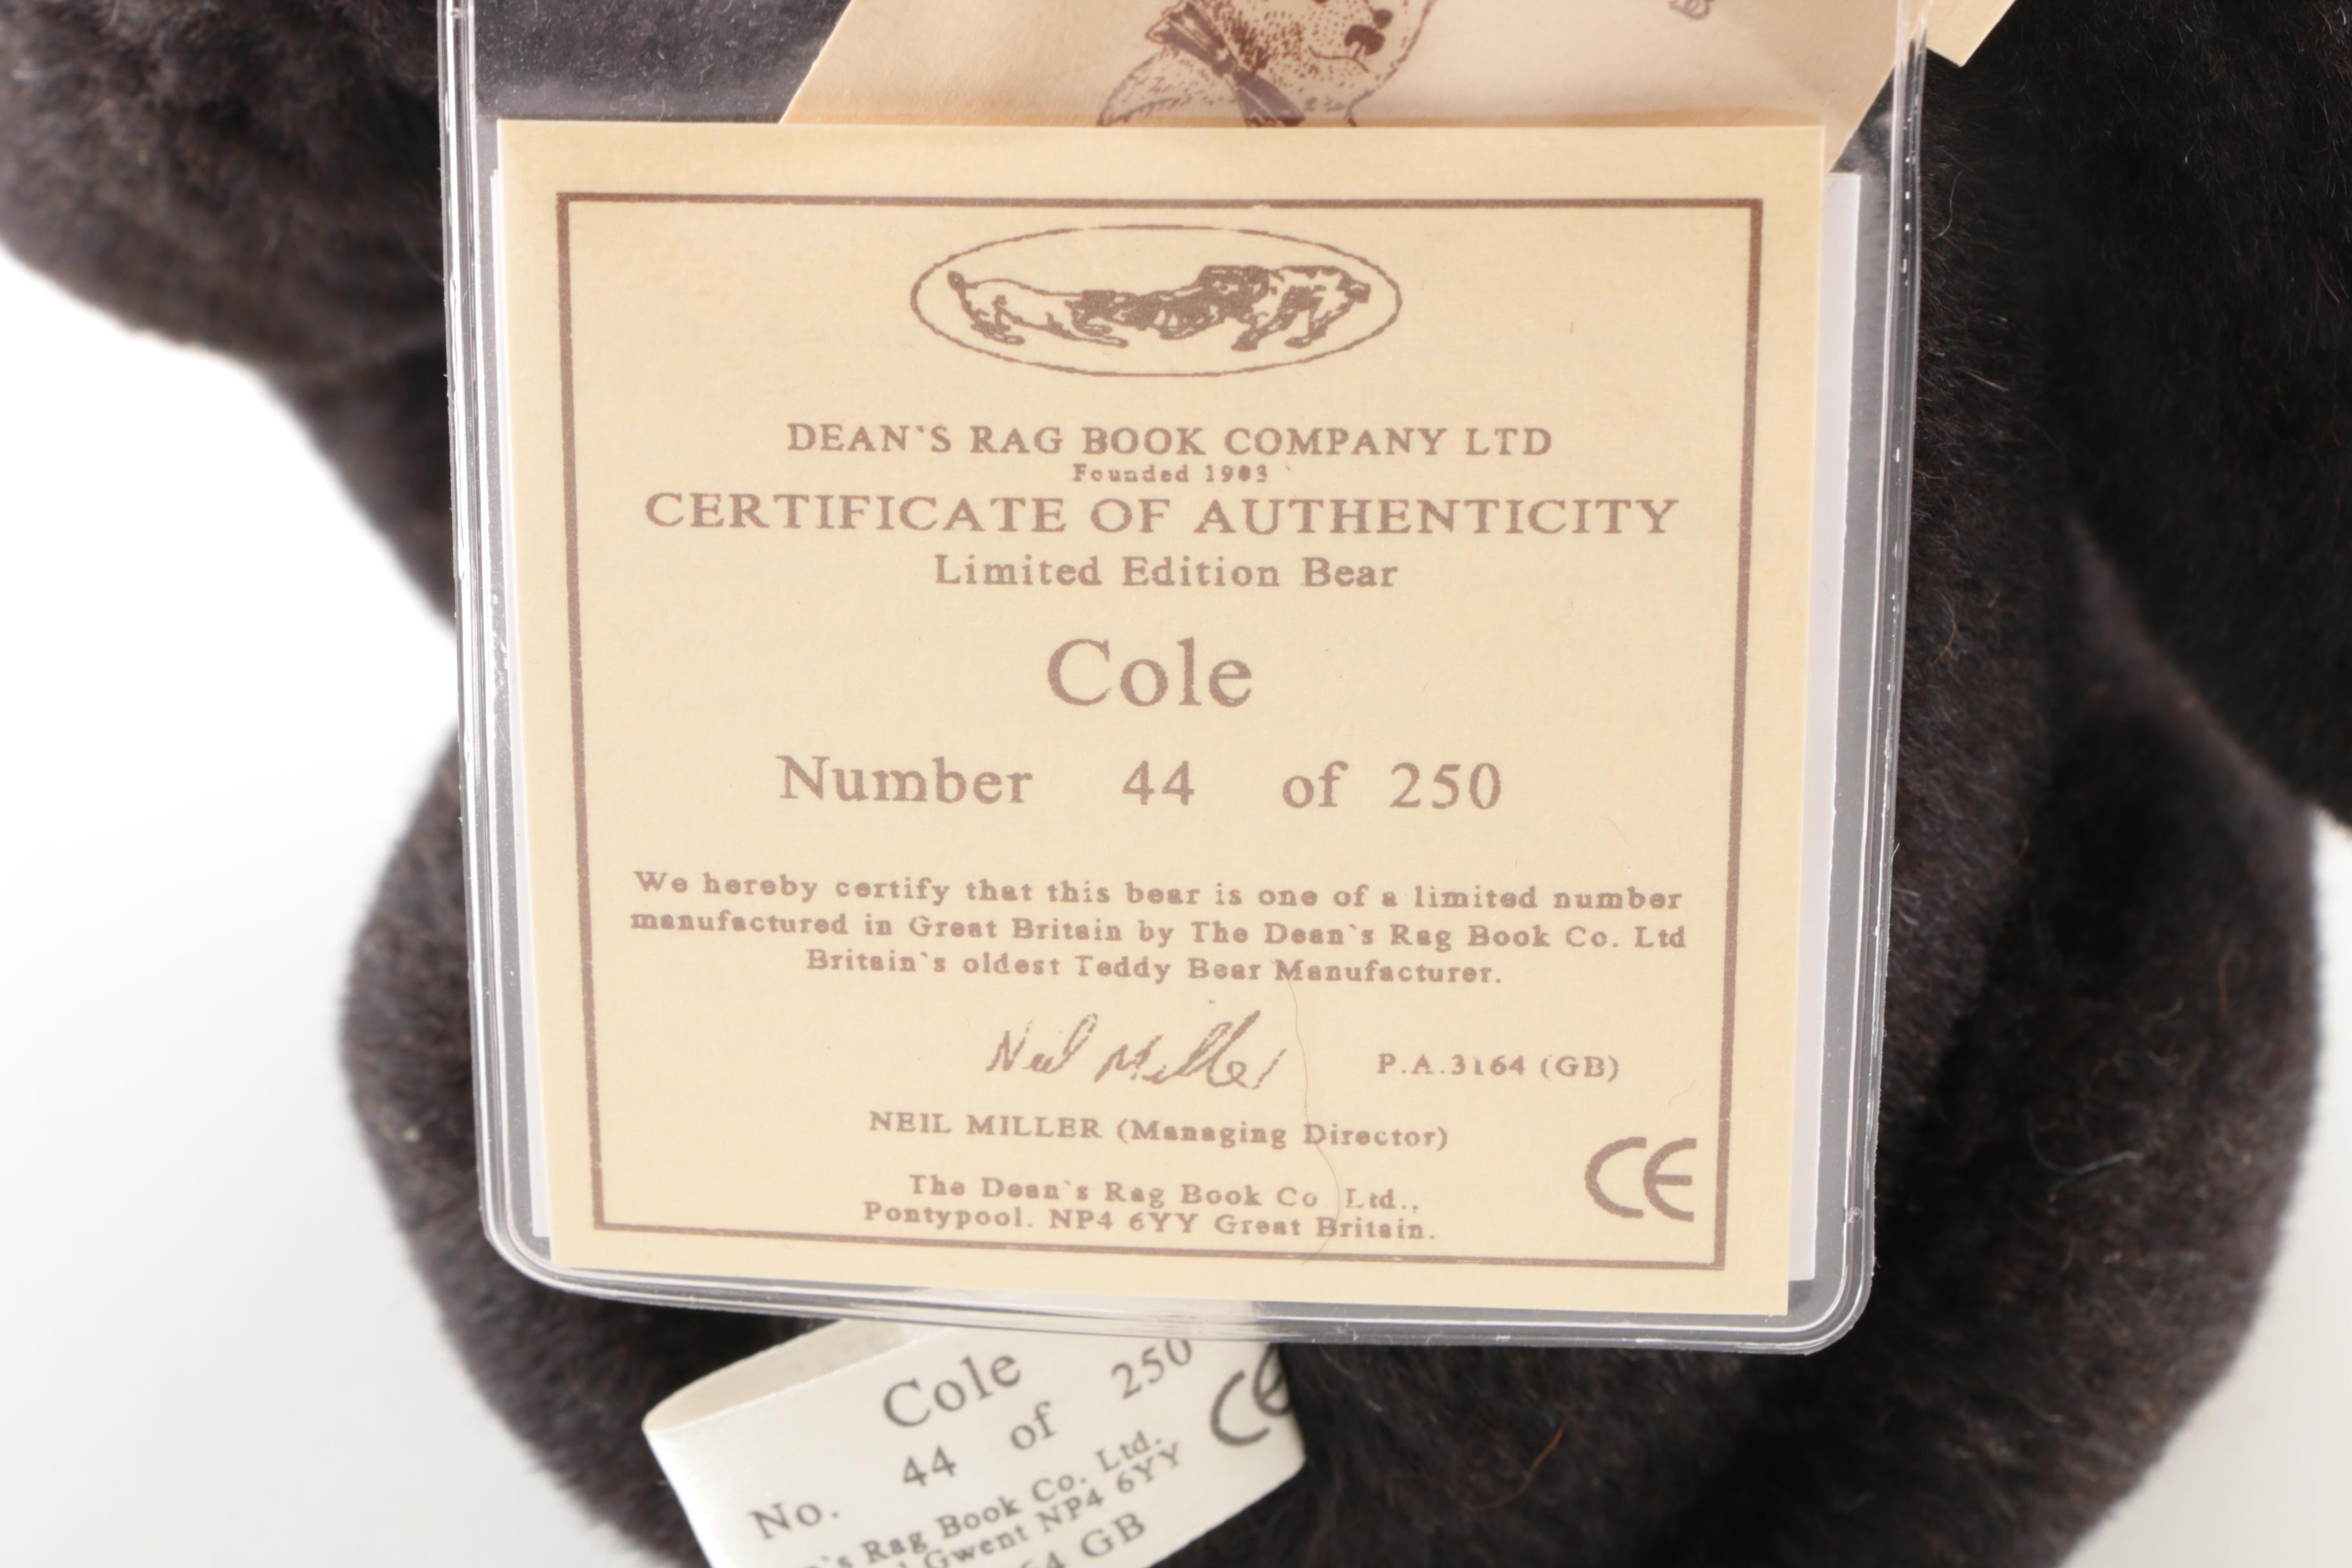 DEAN`S RAG BOOK COMPANY LTD
Founded 1903
CERTIFICATE OF AUTHENTICITY
Limited Edition Bear
Cole
Number 44 of 250
We hereby certify that this bear is one of a limited number
manufactured in Great Britain by The Dean`s Rag Book Co. Ltd
Britain`s oldest Teddy Bear Manufacturer.
Neil Miller
P.A.3164 (GB)
NEIL MILLER (Managing Director)
CE
The Dean`s Rag Book Co Ltd.,
Pontypool. NP4 6YY Great Britain.
Cole
No. 44 of 250
CE
`s Rag Book Co. Ltd.
Gwent NP4 6YY
64 GB